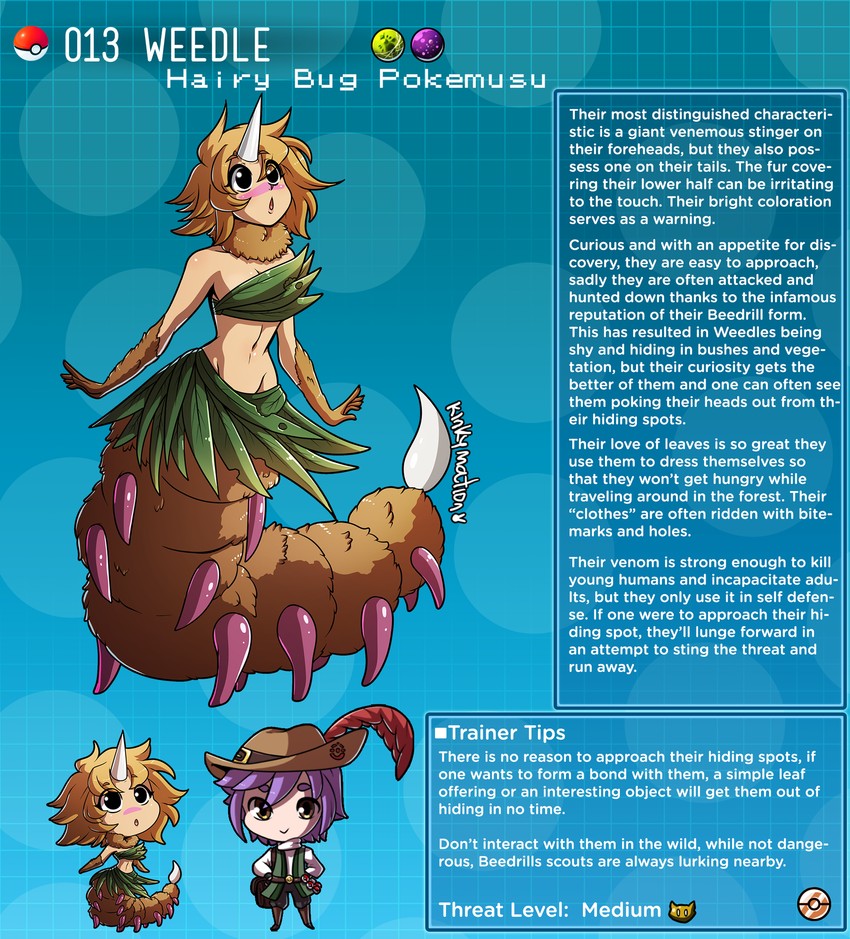 013 WEEDLE
Hairy Bug Pokemusu
Their most distinguished characteri-
stic is a giant venemous stinger on
their foreheads, but they also pos-
sess one on their tails. The fur cove-
ring their lower half can be irritating
to the touch. Their bright coloration
serves as a warning.
Curious and with an appetite for dis-
covery, they are easy to approach,
sadly they are often attacked and
hunted down thanks to the infamous
reputation of their Beedrill form.
This has resulted in Weedles being
shy and hiding in bushes and vege-
tation, but their curiosity gets the
better of them and one can often see
them poking their heads out from th-
eir hiding spots.
Their love of leaves is so great they
use them to dress themselves so
that they won't get hungry while
traveling around in the forest. Their
“clothes” are often ridden with bite-
marks and holes.
Their venom is strong enough to kill
young humans and incapacitate adu-
lts, but they only use it in self defen-
se. If one were to approach their hi-
ding spot, they'll lunge forward in
an attempt to sting the threat and
run away.
kinkymation
Trainer Tips
There is no reason to approach their hiding spots, if
one wants to form a bond with them, a simple leaf
offering or an interesting object will get them out of
hiding in no time.
Don't interact with them in the wild, while not dange-
rous, Beedrills scouts are always lurking nearby.
Threat Level: Medium